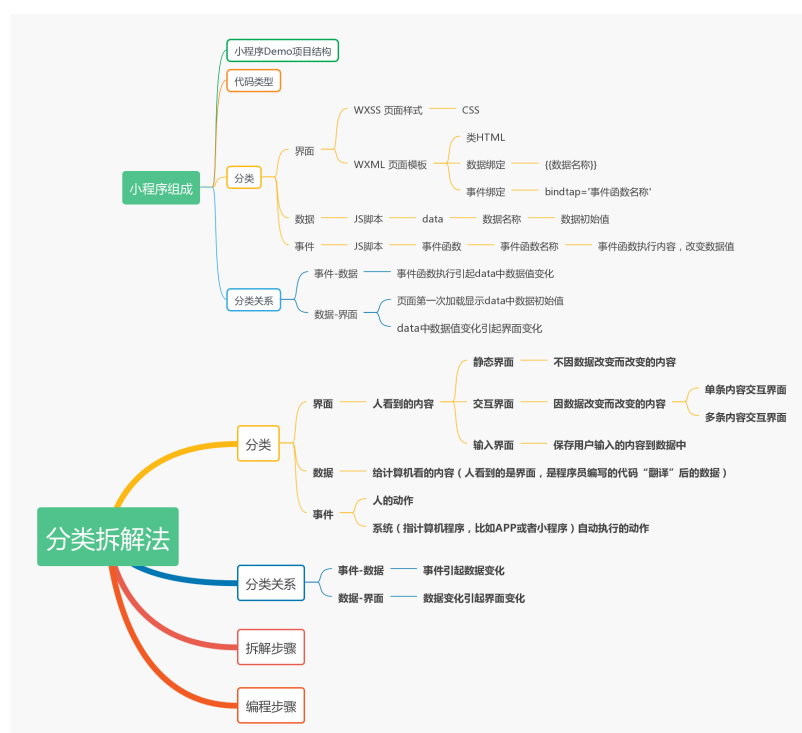 小程序组成
小程序Demo项目结构
代码类型
分类
界面
WXSS 页面样式
CSS
WXML 页面模板
类HTML
数据绑定
{{数据名称}}
事件绑定
bindtap='事件函数名称'
数据
JS脚本
data
数据名称
数据初始值
事件
JS脚本
事件函数
事件函数名称
事件函数执行内容，改变数据值
分类关系
事件-数据
事件函数执行引起data中数据值变化
数据-界面
页面第一次加载显示data中数据初始值
data中数据值变化引起界面变化
分类拆解法
分类
界面
人看到的内容
静态界面
不因数据改变而改变的内容
交互界面
因数据改变而改变的内容
单条内容交互界面
多条内容交互界面
输入界面
保存用户输入的内容到数据中
数据
给计算机看的内容（人看到的是界面，是程序员编写的代码“翻译”后的数据）
事件
人的动作
系统（指计算机程序，比如APP或者小程序）自动执行的动作
分类关系
事件-数据
事件引起数据变化
数据-界面
数据变化引起界面变化
拆解步骤
编程步骤